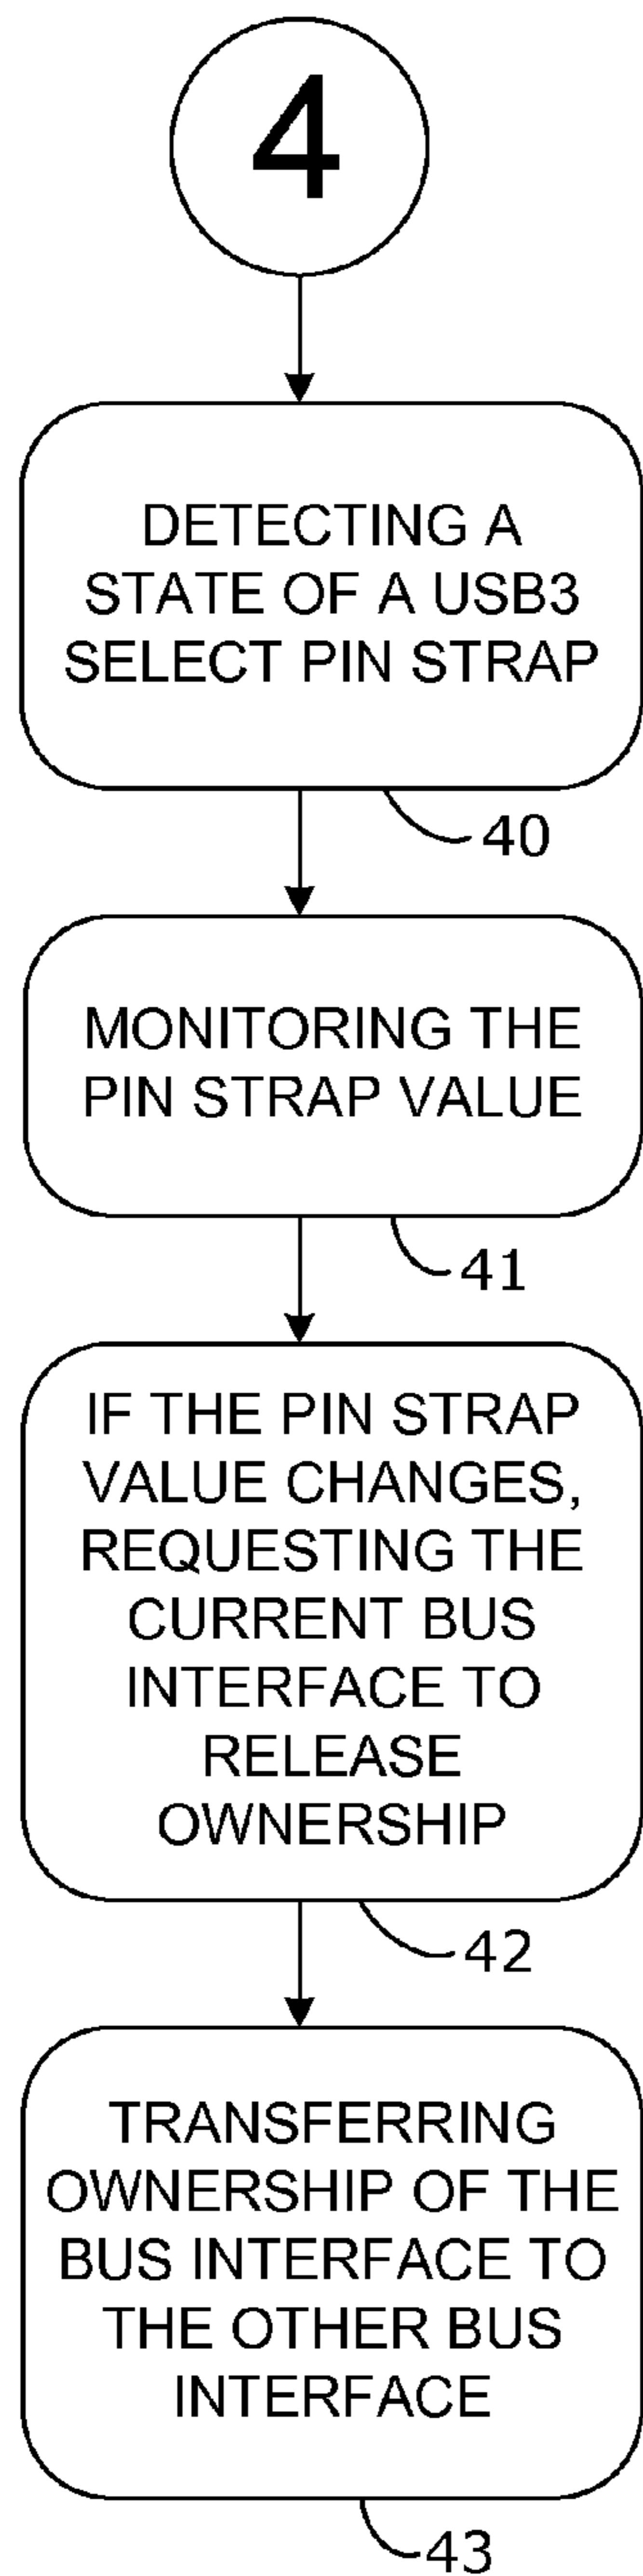 4
DETECTING A
STATE OF A USB3
SELECT PIN STRAP
40
MONITORING THE
PIN STRAP VALUE
41
IF THE PIN STRAP
VALUE CHANGES,
REQUESTING THE
CURRENT BUS
INTERFACE TO
RELEASE
OWNERSHIP
42
TRANSFERRING
OWNERSHIP OF THE
BUS INTERFACE TO
THE OTHER BUS
INTERFACE
43